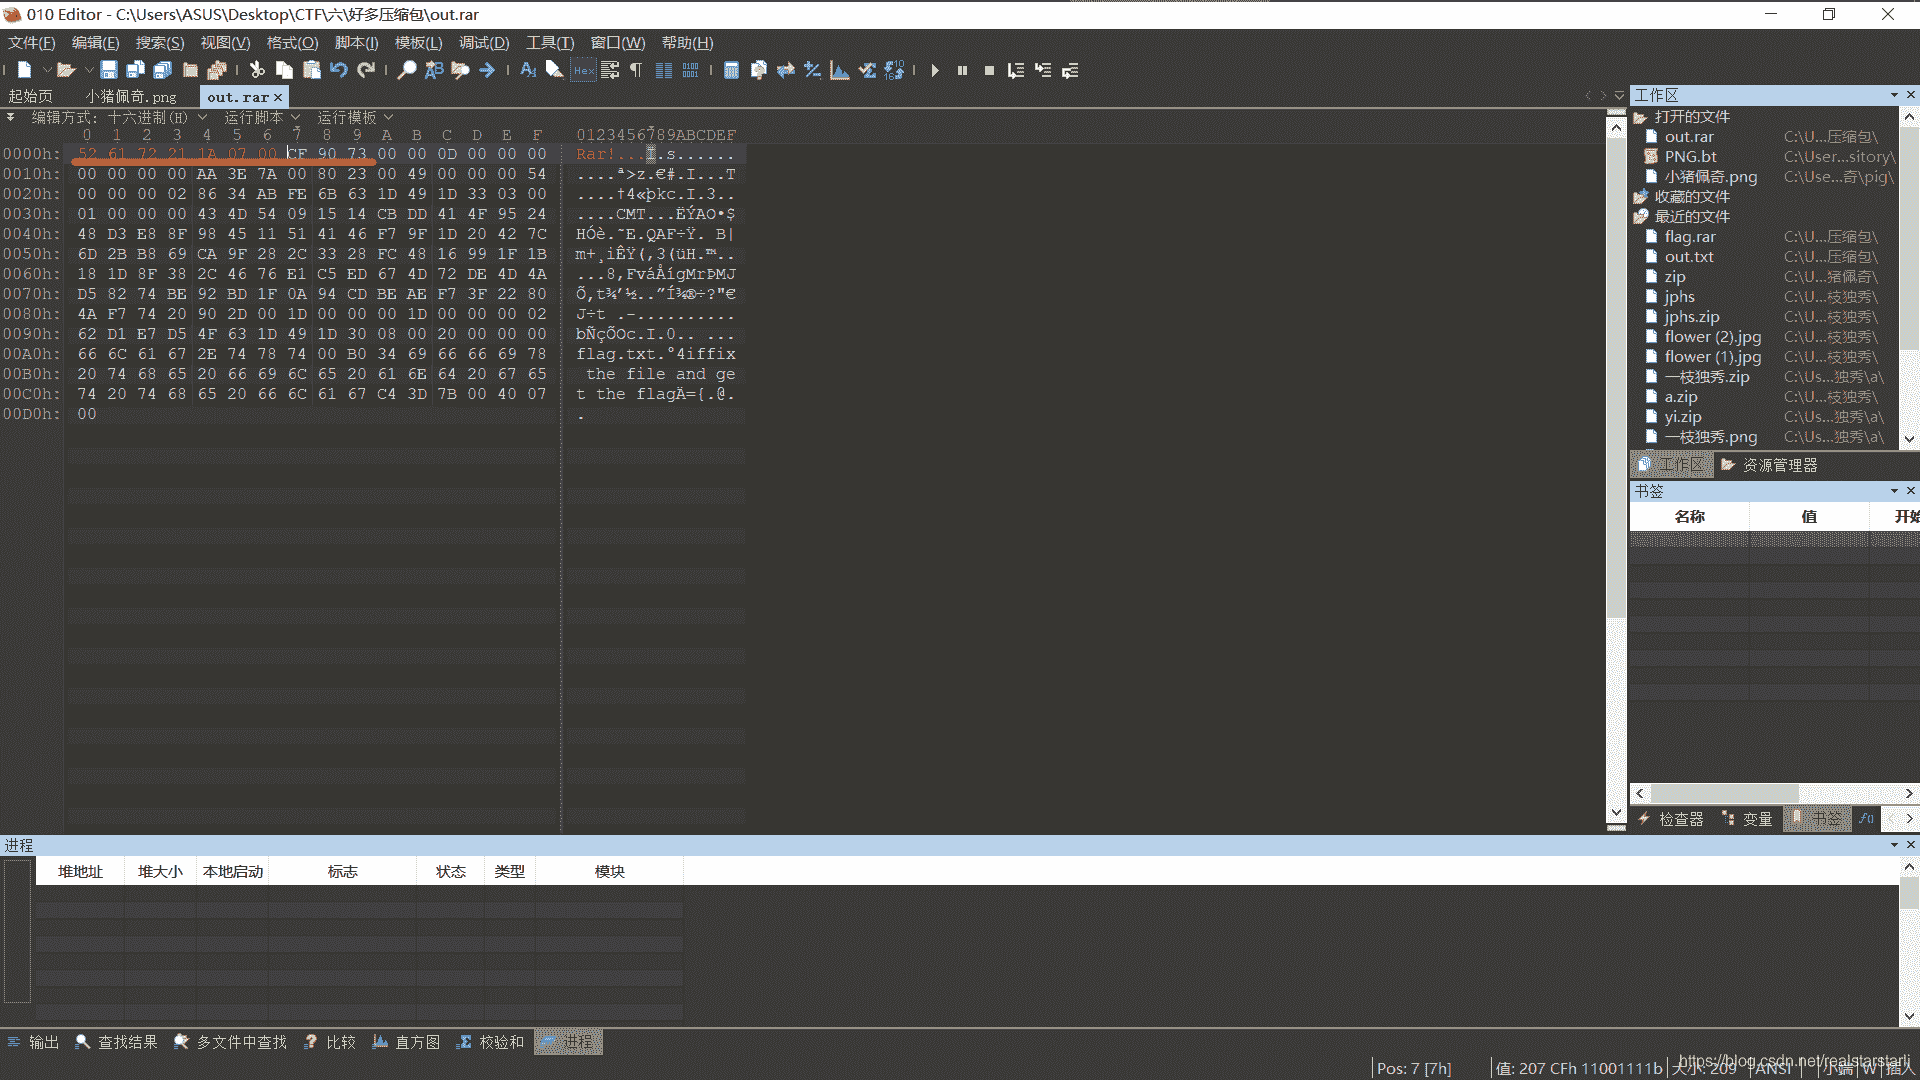 010 Editor - C:\Users\ASUS\Desktop\CTF\六\好多压缩包\out.rar
文件(F) 编辑(E) 搜索(S) 视图(V) 格式(O) 脚本(I) 模板(L) 调试(D) 工具(T) 窗口(W) 帮助(H)
起始页 小猪佩奇.png out.rar ×
编辑方式: 十六进制(H) 运行脚本 运行模板
0 1 2 3 4 5 6 7 8 9 A B C D E F 0123456789ABCDEF
0000h: 52 61 72 21 1A 07 00 CF 90 73 00 00 0D 00 00 00 Rar!...Ï.s......
0010h: 00 00 00 00 AA 3E 7A 00 80 23 00 49 00 00 00 54 ....ª>z.€#.I...T
0020h: 00 00 00 02 86 34 AB FE 6B 63 1D 49 1D 33 03 00 ....†4«þkc.I.3..
0030h: 01 00 00 00 43 4D 54 09 15 14 CB DD 41 4F 95 24 ....CMT...ËÝAO•$
0040h: 48 D3 E8 8F 98 45 11 51 41 46 F7 9F 1D 20 42 7C HÓè.˜E.QAF÷Ÿ. B|
0050h: 6D 2B B8 69 CA 9F 28 2C 33 28 FC 48 16 99 1F 1B m+¸iÊŸ(,3(üH.™..
0060h: 18 1D 8F 38 2C 46 76 E1 C5 ED 67 4D 72 DE 4D 4A ...8,FváÅígMrÞMJ
0070h: D5 82 74 BE 92 BD 1F 0A 94 CD BE AE F7 3F 22 80 Õ‚t¾’½..”Í¾®÷?"€
0080h: 4A F7 74 20 90 2D 00 1D 00 00 00 1D 00 00 00 02 J÷t .-..........
0090h: 62 D1 E7 D5 4F 63 1D 49 1D 30 08 00 20 00 00 00 bÑçÕOc.I.0.. ...
00A0h: 66 6C 61 67 2E 74 78 74 00 B0 34 69 66 66 69 78 flag.txt.°4iffix
00B0h: 20 74 68 65 20 66 69 6C 65 20 61 6E 64 20 67 65  the file and ge
00C0h: 74 20 74 68 65 20 66 6C 61 67 C4 3D 7B 00 40 07 t the flagÄ={.@.
00D0h: 00 .
工作区
打开的文件
out.rar C:\U...压缩包\
PNG.bt C:\User...sitory\
小猪佩奇.png C:\Use...奇\pig\
收藏的文件
最近的文件
flag.rar C:\U...压缩包\
out.txt C:\U...压缩包\
zip C:\U...猪佩奇\
jphs C:\U...枝独秀\
jphs.zip C:\U...枝独秀\
flower (2).jpg C:\U...枝独秀\
flower (1).jpg C:\U...枝独秀\
一枝独秀.zip C:\Us...独秀\a\
a.zip C:\U...枝独秀\
yi.zip C:\Us...独秀\a\
一枝独秀.png C:\Us...独秀\a\
工作区 资源管理器
书签
名称 值 开始
检查器 变量 书签 f()
进程
堆地址 堆大小 本地启动 标志 状态 类型 模块
输出 查找结果 多文件中查找 比较 直方图 校验和 进程
Pos: 7 [7h] 值: 207 CFh 11001111b 大小: 209 ANSI 小端 W 插入
https://blog.csdn.net/realstarstarli